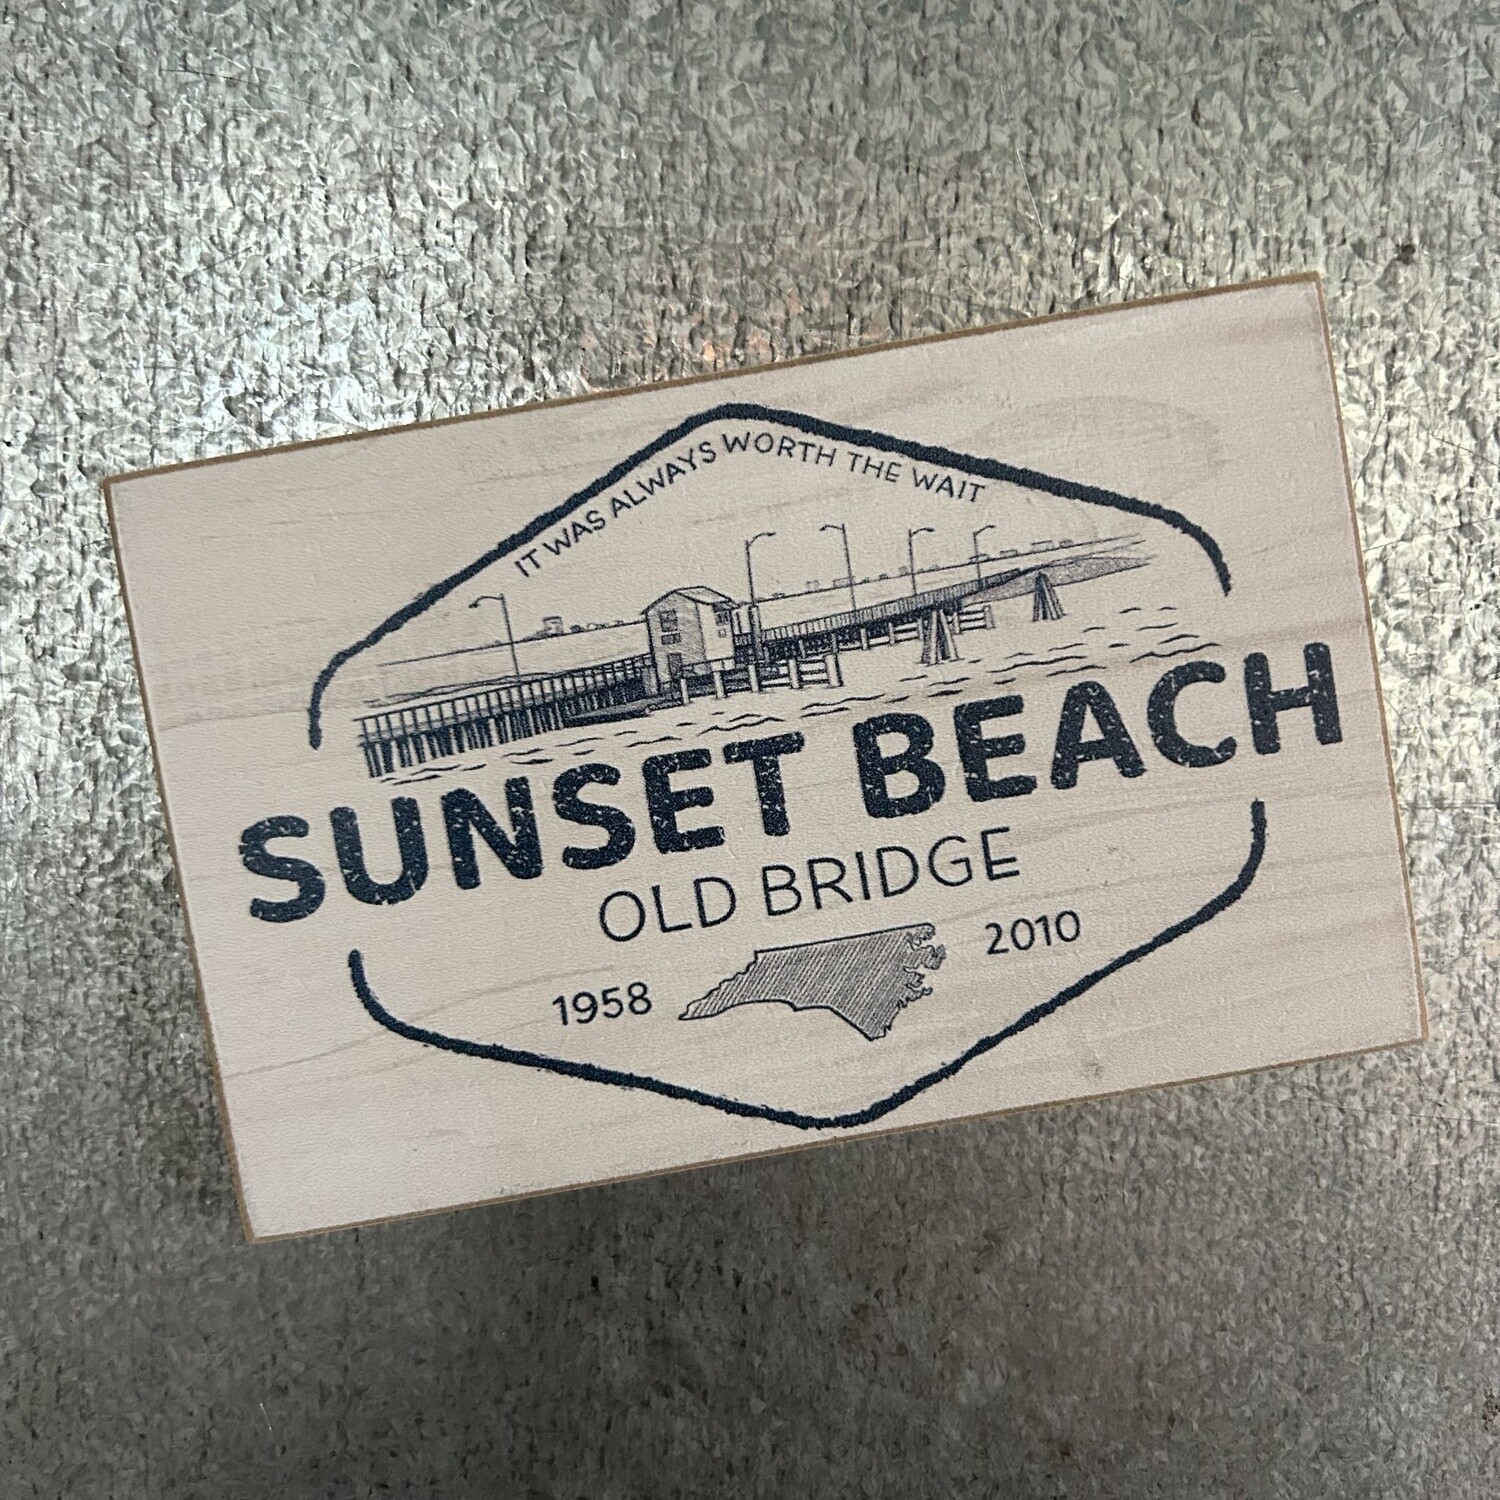 IT WAS ALWAYS WORTH THE WAIT
SUNSET BEACH
OLD BRIDGE
1958 2010